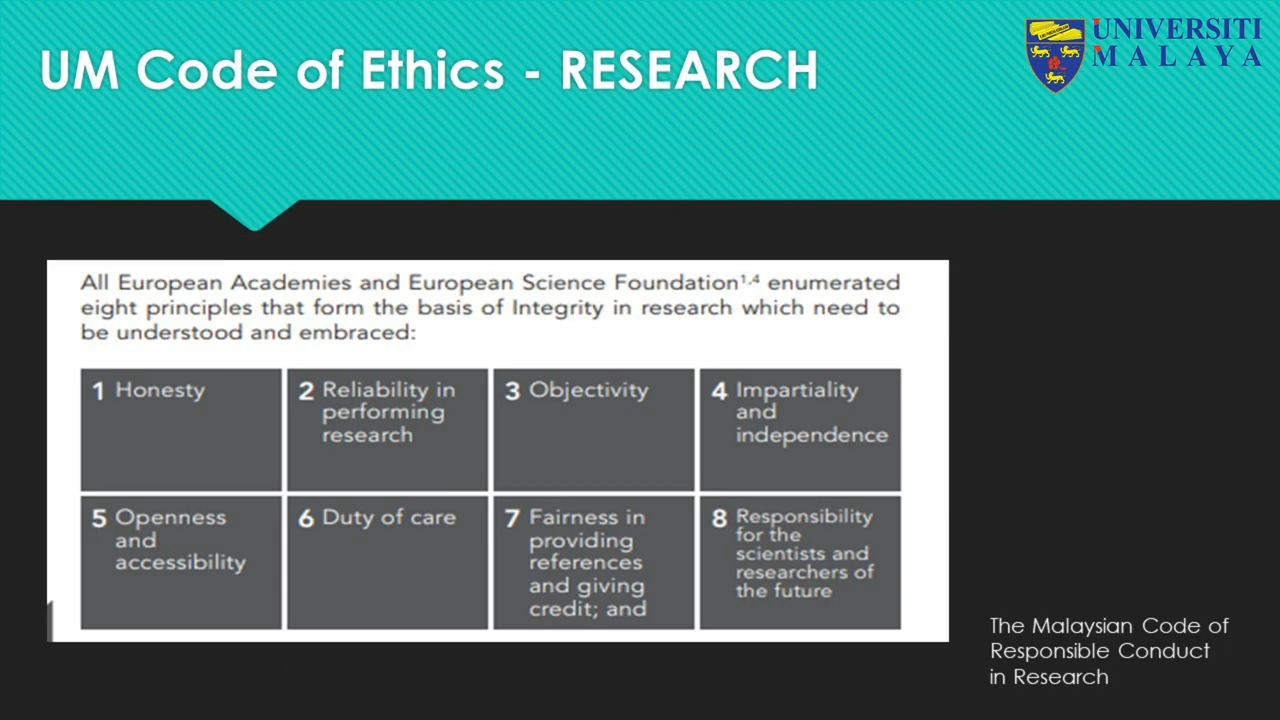 UM Code of Ethics - RESEARCH
UNIVERSITI
MALAYA
All European Academies and European Science Foundation1,4 enumerated
eight principles that form the basis of Integrity in research which need to
be understood and embraced:
1 Honesty
2 Reliability in
performing
research
3 Objectivity
4 Impartiality
and
independence
5 Openness
and
accessibility
6 Duty of care
7 Fairness in
providing
references
and giving
credit; and
8 Responsibility
for the
scientists and
researchers of
the future
The Malaysian Code of
Responsible Conduct
in Research